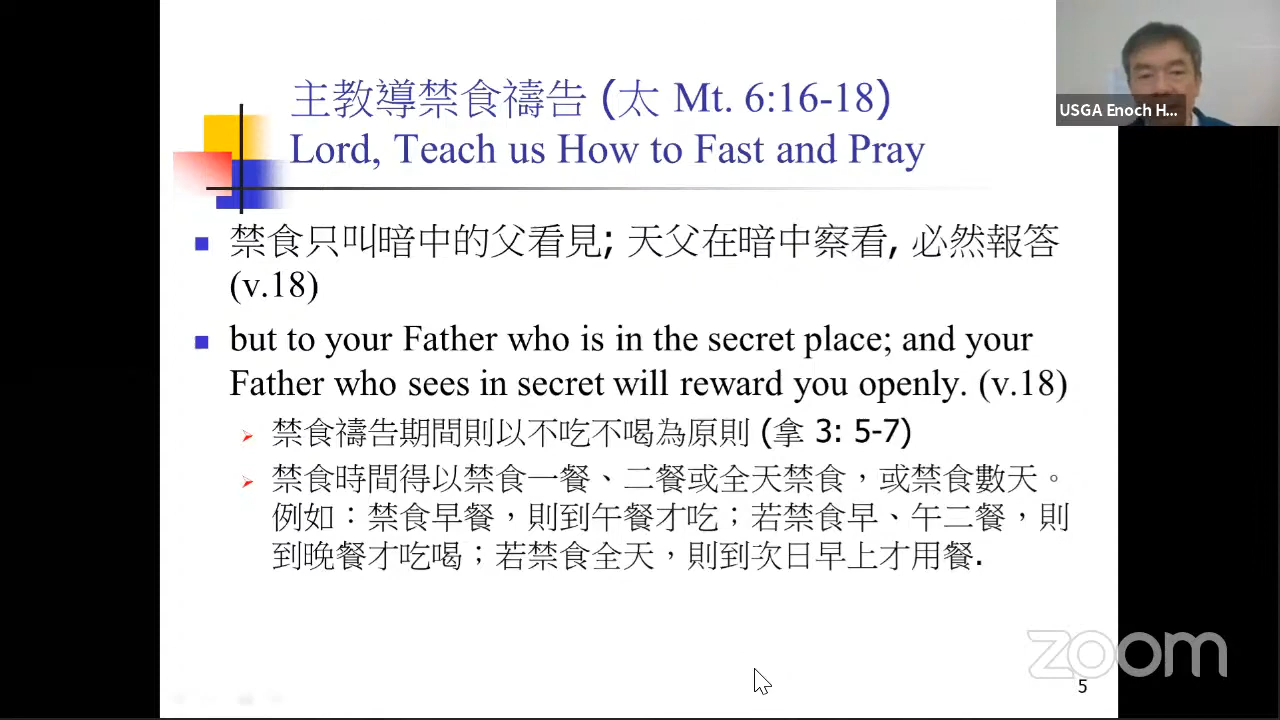 主教導禁食禱告 (太 Mt. 6:16-18)
Lord, Teach us How to Fast and Pray
USGA Enoch H...
禁食只叫暗中的父看見; 天父在暗中察看, 必然報答
(v.18)
but to your Father who is in the secret place; and your
Father who sees in secret will reward you openly. (v.18)
禁食禱告期間則以不吃不喝為原則 (拿 3: 5-7)
禁食時間得以禁食一餐、二餐或全天禁食，或禁食數天。
例如：禁食早餐，則到午餐才吃；若禁食早、午二餐，則
到晚餐才吃喝；若禁食全天，則到次日早上才用餐.
zoom
5